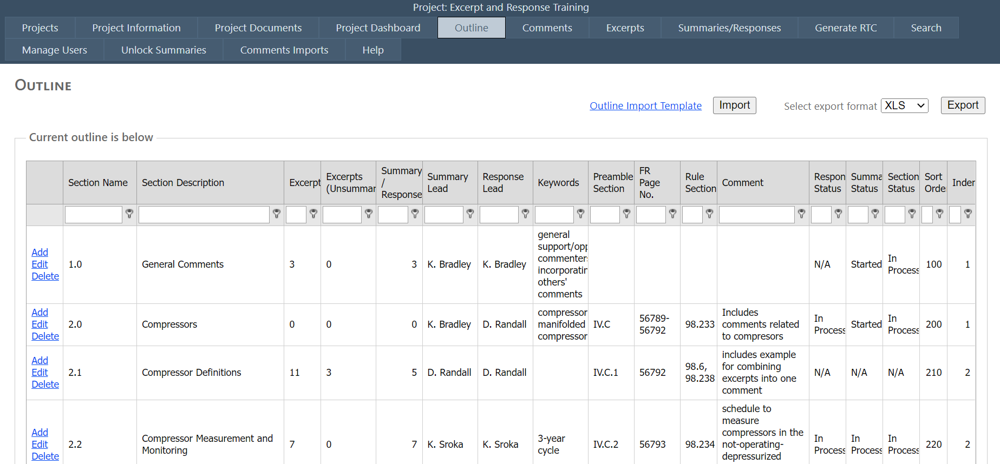 Project: Excerpt and Response Training
Projects Project Information Project Documents Project Dashboard Outline Comments Excerpts Summaries/Responses Generate RTC Search
Manage Users Unlock Summaries Comments Imports Help
OUTLINE
Outline Import Template Import Select export format XLS Export
Current outline is below
Section Name Section Description Excerpt Excerpts (Unsummar Summary / Response Summary Lead Response Lead Keywords Preamble Section FR Page No. Rule Section Comment Respon Status Summa Status Section Status Sort Orde Inden
Add Edit Delete 1.0 General Comments 3 0 3 K. Bradley K. Bradley general support/opp commenters incorporatin others' comments N/A Started In Process 100 1
Add Edit Delete 2.0 Compressors 0 0 0 K. Bradley D. Randall compressor manifolded compressor IV.C 56789-56792 98.233 Includes comments related to compresors In Process Started In Process 200 1
Add Edit Delete 2.1 Compressor Definitions 11 3 5 D. Randall D. Randall IV.C.1 56792 98.6, 98.238 includes example for combining excerpts into one comment N/A N/A N/A 210 2
Add Edit Delete 2.2 Compressor Measurement and Monitoring 7 0 7 K. Sroka K. Sroka 3-year cycle IV.C.2 56793 98.234 schedule to measure compressors in the not-operating-depressurized In Process In Process In Process 220 2